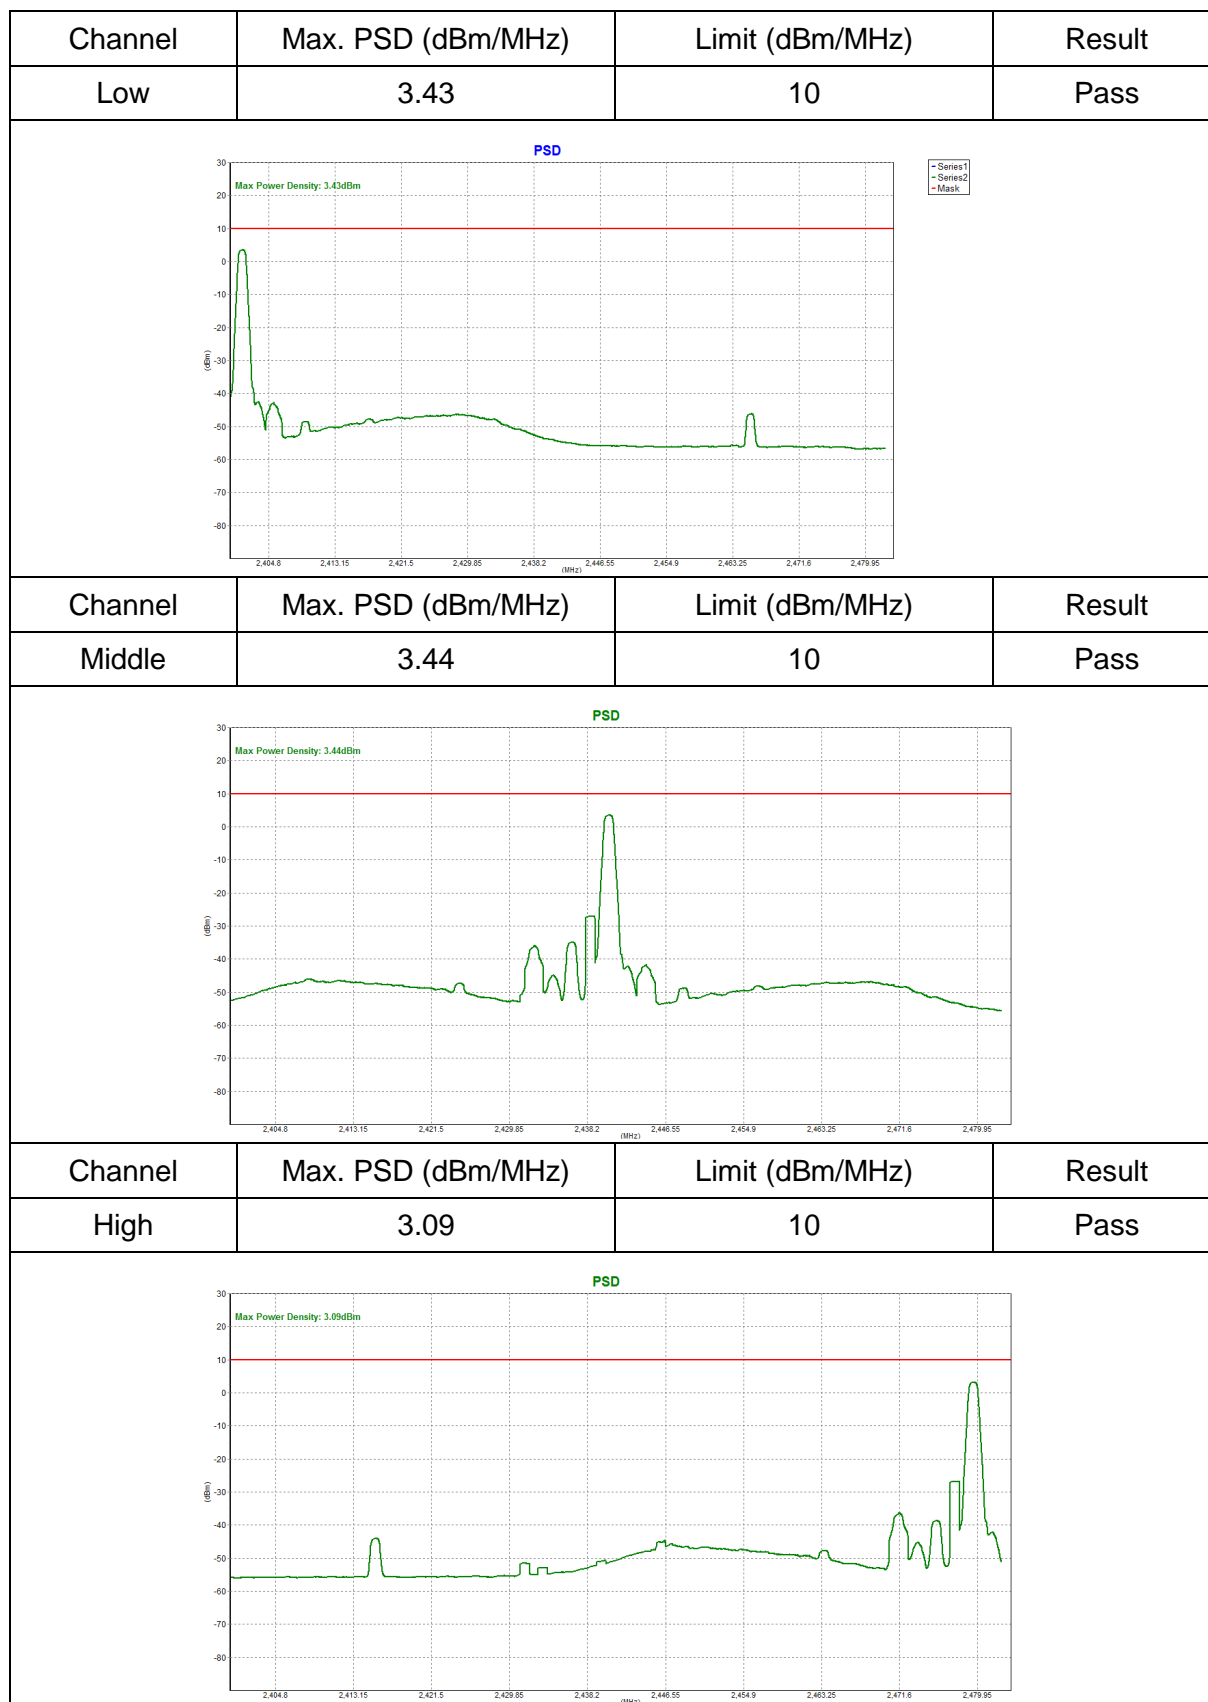 Channel Max. PSD (dBm/MHz) Limit (dBm/MHz) Result
Low 3.43 10 Pass
PSD
Max Power Density: 3.43dBm
Series1
Series2
Mask
30
20
10
0
-10
-20
-30
-40
-50
-60
-70
-80
(dBm)
2,404.8 2,413.15 2,421.5 2,429.85 2,438.2 2,446.55 2,454.9 2,463.25 2,471.6 2,479.95
(MHz)
Channel Max. PSD (dBm/MHz) Limit (dBm/MHz) Result
Middle 3.44 10 Pass
PSD
Max Power Density: 3.44dBm
30
20
10
0
-10
-20
-30
-40
-50
-60
-70
-80
(dBm)
2,404.8 2,413.15 2,421.5 2,429.85 2,438.2 2,446.55 2,454.9 2,463.25 2,471.6 2,479.95
(MHz)
Channel Max. PSD (dBm/MHz) Limit (dBm/MHz) Result
High 3.09 10 Pass
PSD
Max Power Density: 3.09dBm
30
20
10
0
-10
-20
-30
-40
-50
-60
-70
-80
(dBm)
2,404.8 2,413.15 2,421.5 2,429.85 2,438.2 2,446.55 2,454.9 2,463.25 2,471.6 2,479.95
(MHz)